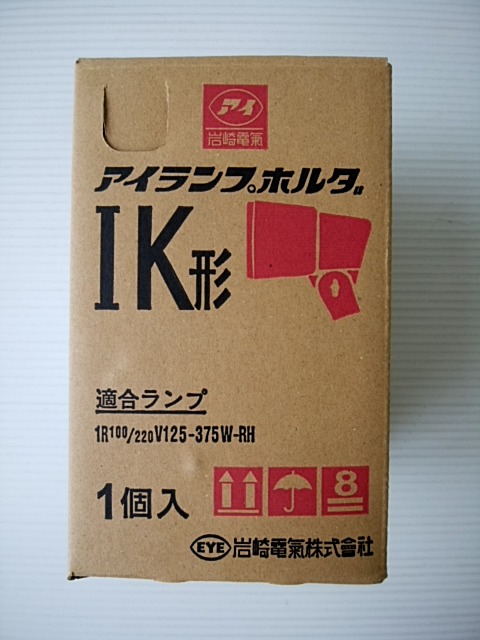 アイ
岩崎電氣
アイランプホルダ
IK形
適合ランプ
1R100/220V125-375W-RH
1個入
8
EYE 岩崎電氣株式會社